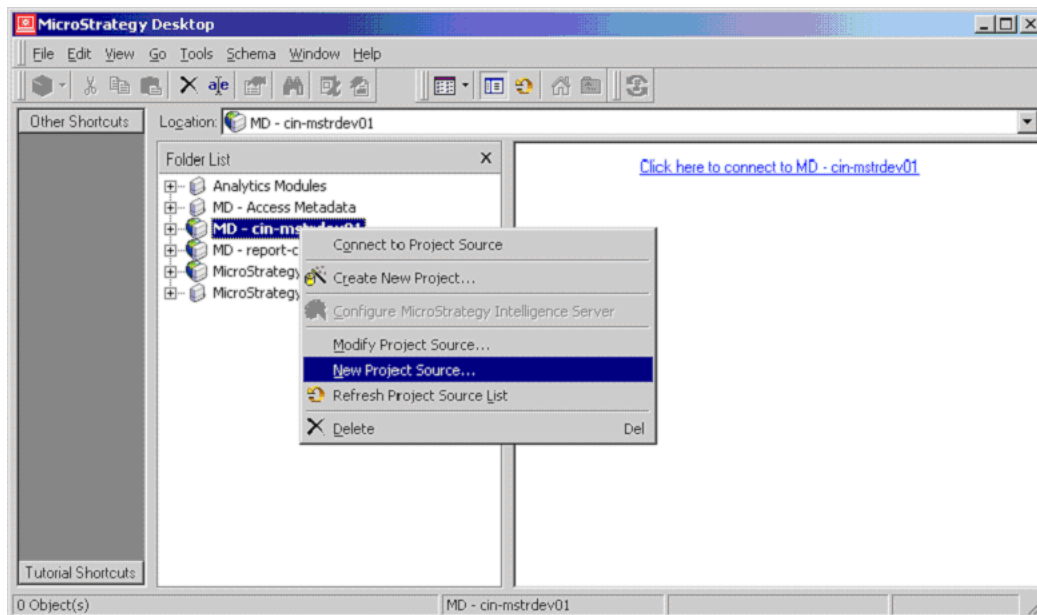 MicroStrategy Desktop
File Edit View Go Tools Schema Window Help
Other Shortcuts
Location: MD - cin-mstrdev01
Folder List
Click here to connect to MD - cin-mstrdev01
Analytics Modules
MD - Access Metadata
MD - cin-mstrdev01
MD - report-c
MicroStrategy
MicroStrategy
Connect to Project Source
Create New Project...
Configure MicroStrategy Intelligence Server
Modify Project Source...
New Project Source...
Refresh Project Source List
Delete Del
Tutorial Shortcuts
0 Object(s) MD - cin-mstrdev01